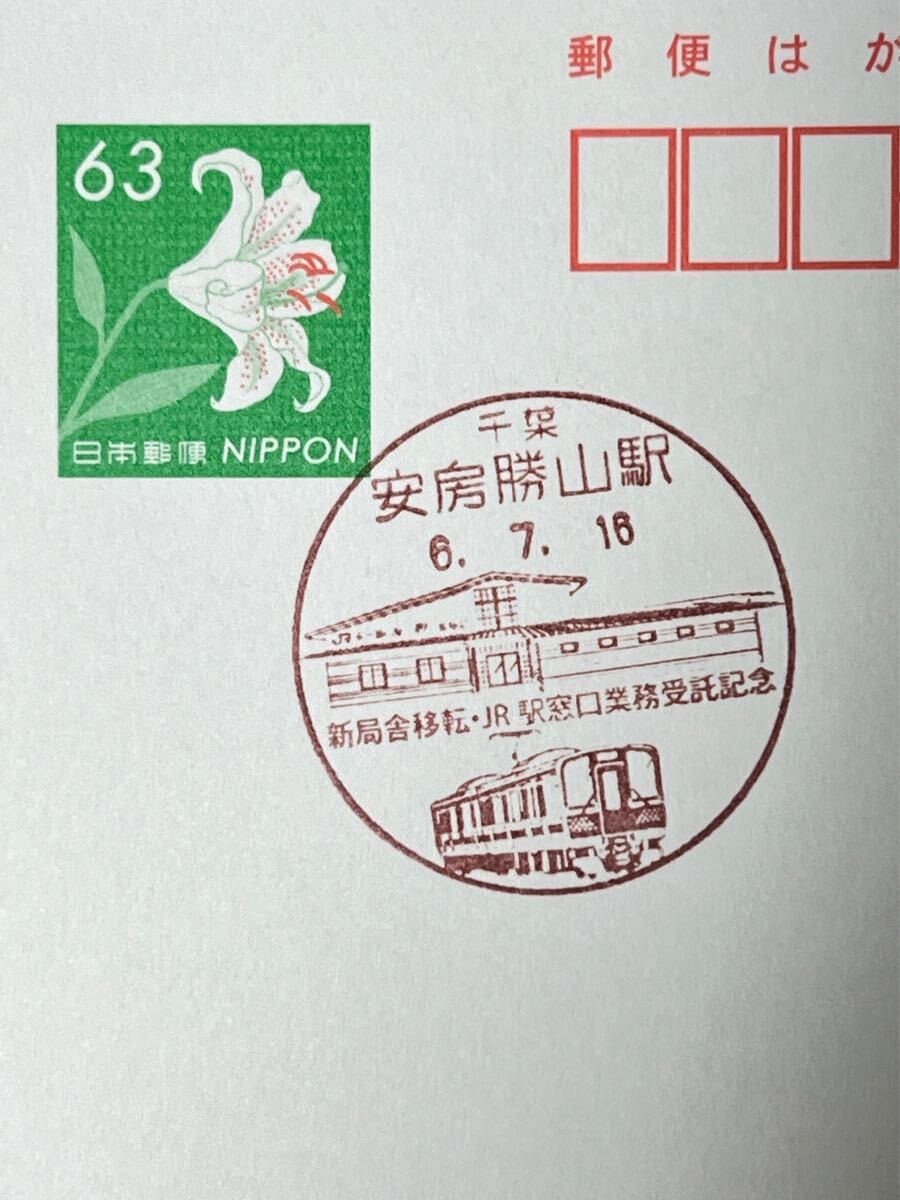 郵便はが
63
日本郵便 NIPPON
千葉
安房勝山駅
6. 7. 16
新局舎移転・JR駅窓口業務受託記念